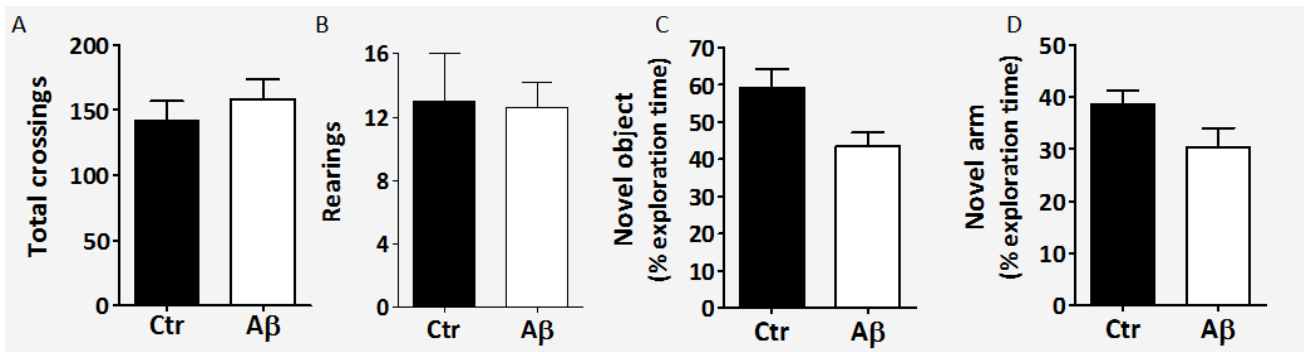 A
Total crossings
200
150
100
50
0
Ctr
Aβ
B
Rearings
16
12
8
4
0
Ctr
Aβ
C
Novel object
(% exploration time)
70
60
50
40
30
20
10
0
Ctr
Aβ
D
Novel arm
(% exploration time)
50
40
30
20
10
0
Ctr
Aβ